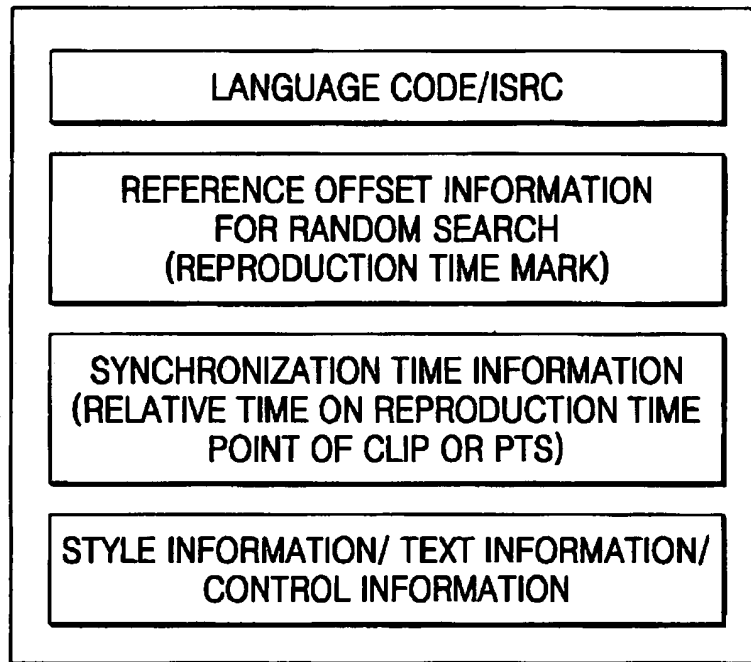 LANGUAGE CODE/ISRC
REFERENCE OFFSET INFORMATION
FOR RANDOM SEARCH
(REPRODUCTION TIME MARK)
SYNCHRONIZATION TIME INFORMATION
(RELATIVE TIME ON REPRODUCTION TIME
POINT OF CLIP OR PTS)
STYLE INFORMATION/ TEXT INFORMATION/
CONTROL INFORMATION